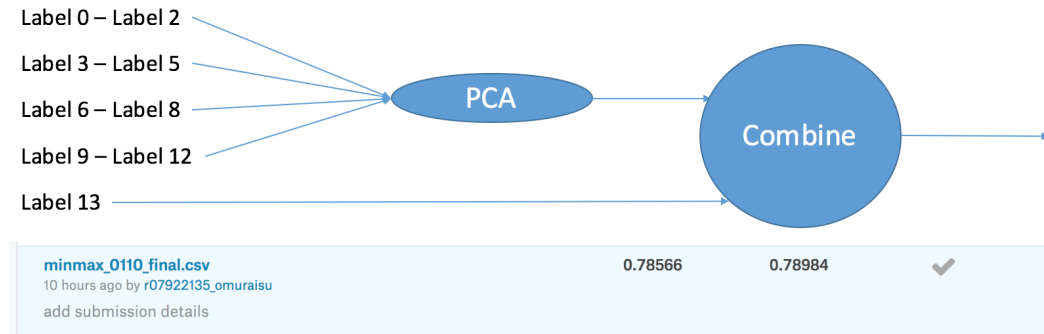 Label 0 – Label 2
Label 3 – Label 5
Label 6 – Label 8
Label 9 – Label 12
Label 13
PCA
Combine
minmax_0110_final.csv
10 hours ago by r07922135_omuraisu
add submission details
0.78566
0.78984